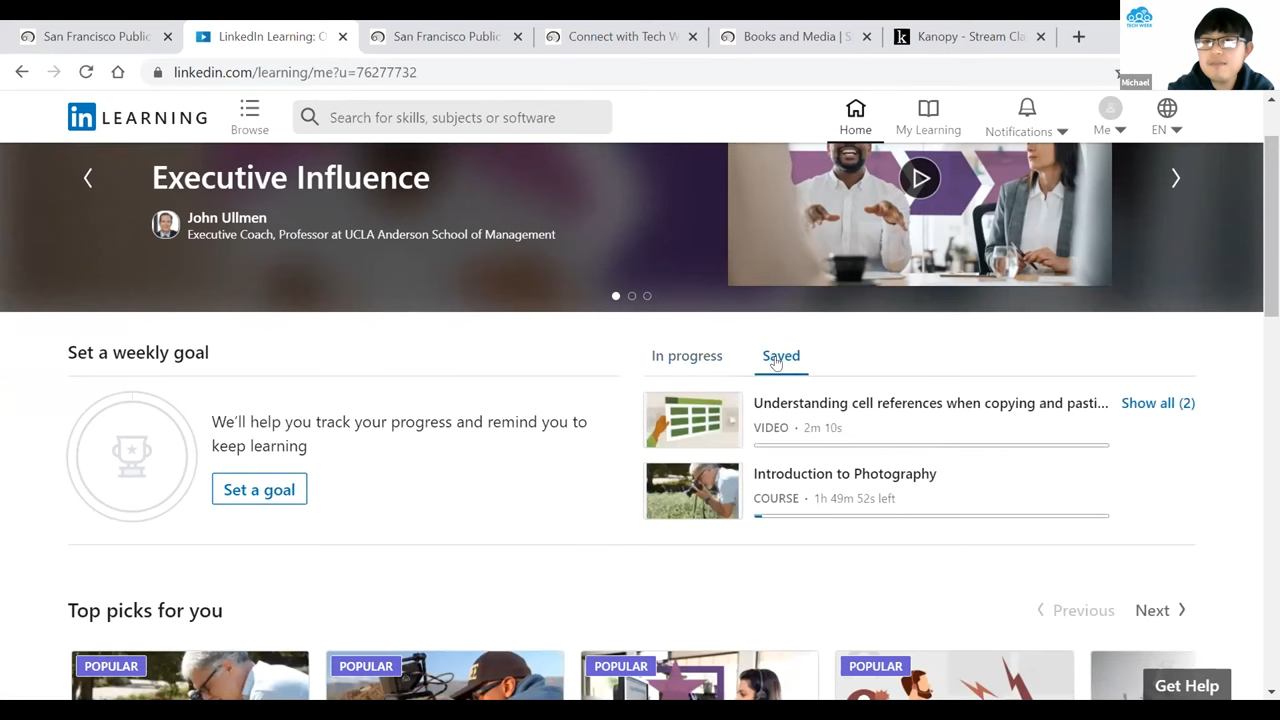 San Francisco Public
LinkedIn Learning: O
San Francisco Public
Connect with Tech W
Books and Media | S
Kanopy - Stream Cla
TECH WEEK
Michael
linkedin.com/learning/me?u=76277732
in LEARNING
Browse
Search for skills, subjects or software
Home
My Learning
Notifications
Me
EN
Executive Influence
John Ullmen
Executive Coach, Professor at UCLA Anderson School of Management
Set a weekly goal
In progress
Saved
We'll help you track your progress and remind you to
keep learning
Set a goal
Understanding cell references when copying and pasti...
Show all (2)
VIDEO • 2m 10s
Introduction to Photography
COURSE • 1h 49m 52s left
Top picks for you
Previous
Next
POPULAR
POPULAR
POPULAR
POPULAR
Get Help